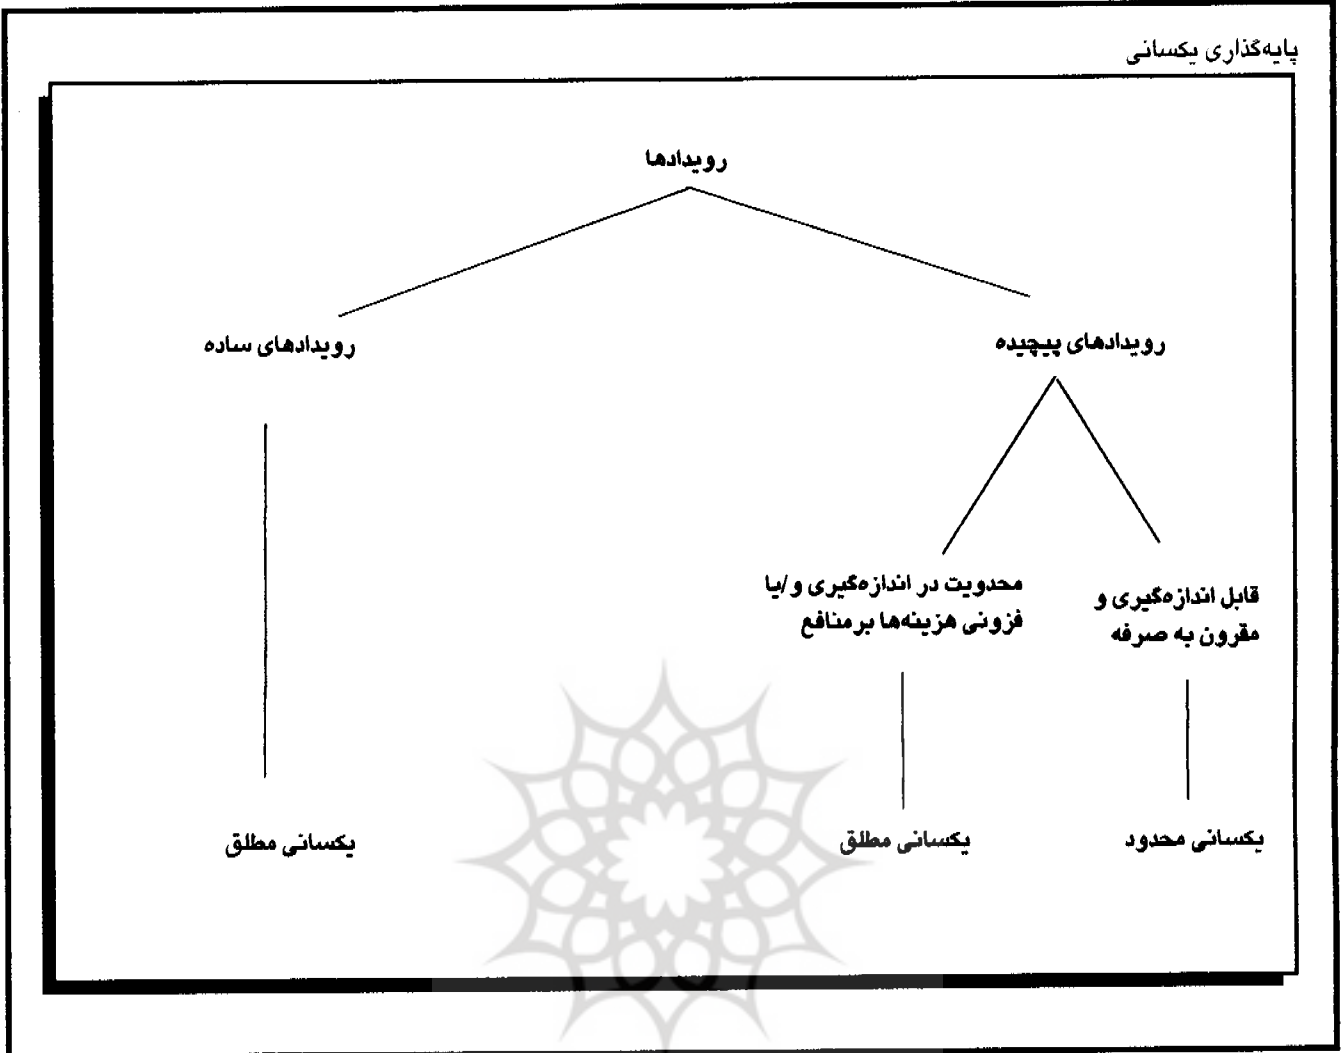 پایه‌گذاری یکسانی
رویدادها
رویدادهای پیچیده
رویدادهای ساده
قابل اندازه‌گیری و
مقرون به صرفه
محدویت در اندازه‌گیری و/یا
فزونی هزینه‌ها برمنافع
یکسانی محدود
یکسانی مطلق
یکسانی مطلق